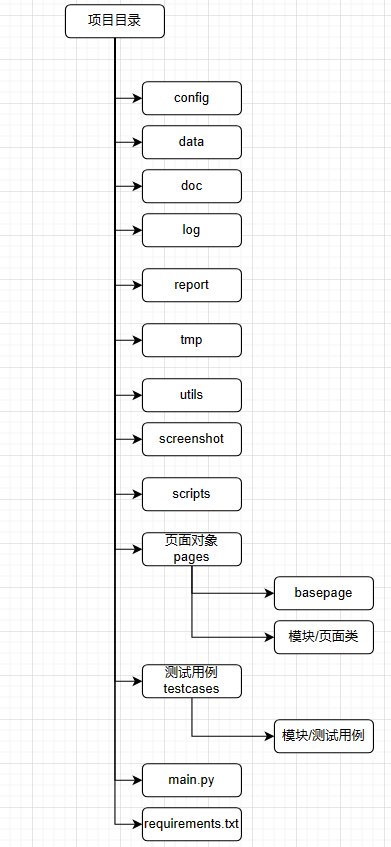 项目目录
config
data
doc
log
report
tmp
utils
screenshot
scripts
页面对象
pages
basepage
模块/页面类
测试用例
testcases
模块/测试用例
main.py
requirements.txt